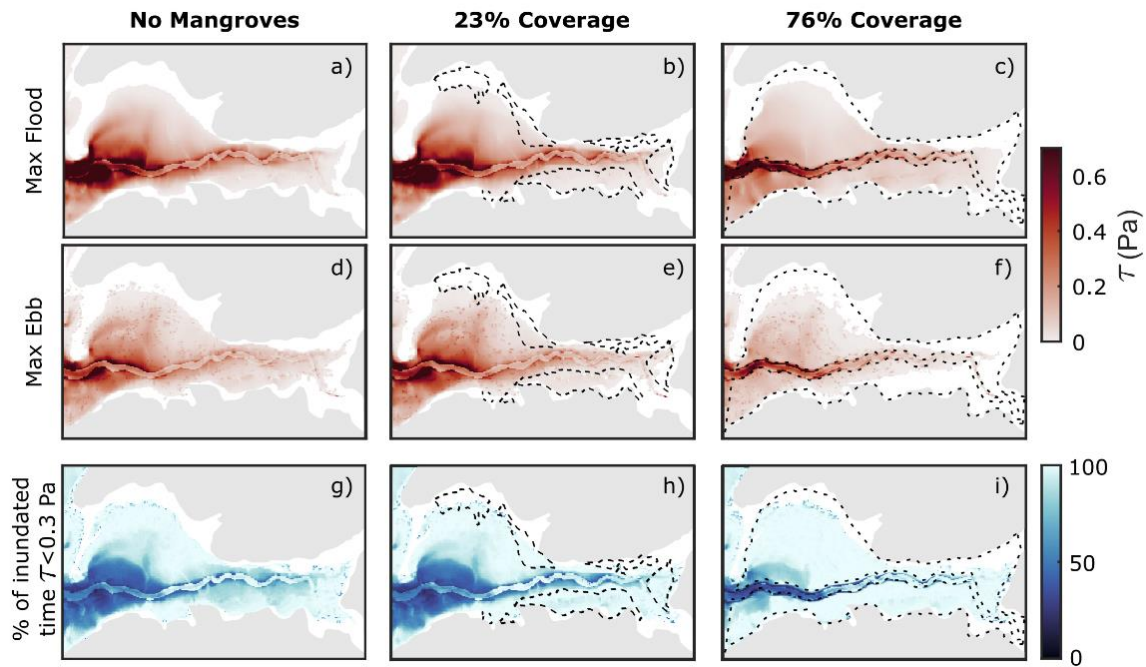 No Mangroves
23% Coverage
76% Coverage
Max Flood
a)
b)
c)
0.6
0.4
0.2
0
τ (Pa)
Max Ebb
d)
e)
f)
% of inundated
time τ<0.3 Pa
g)
h)
i)
100
50
0